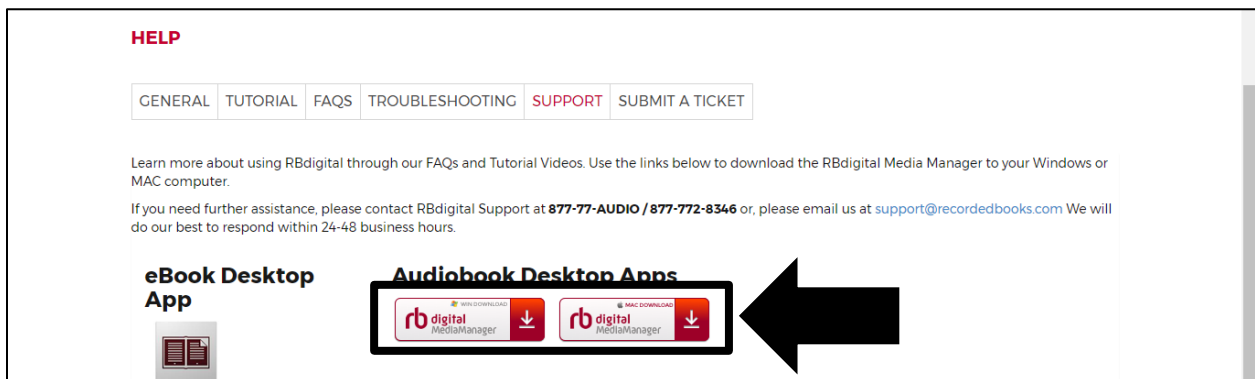 HELP
GENERAL TUTORIAL FAQS TROUBLESHOOTING SUPPORT SUBMIT A TICKET
Learn more about using RBdigital through our FAQs and Tutorial Videos. Use the links below to download the RBdigital Media Manager to your Windows or
MAC computer.
If you need further assistance, please contact RBdigital Support at 877-77-AUDIO / 877-772-8346 or, please email us at support@recordedbooks.com We will
do our best to respond within 24-48 business hours.
eBook Desktop
App
Audiobook Desktop Apps
WIN DOWNLOAD
rb digital
MediaManager
MAC DOWNLOAD
rb digital
MediaManager